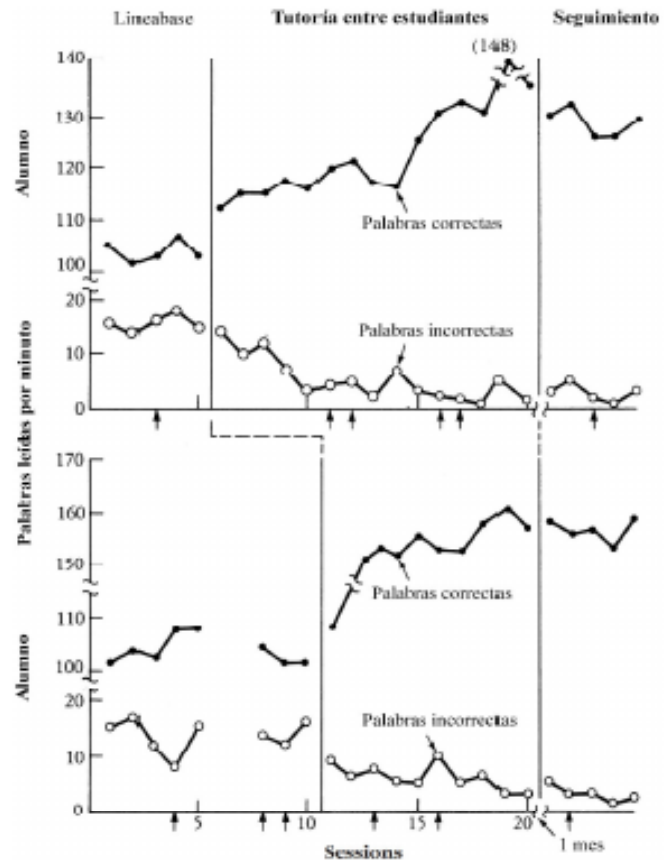 Lineabase
Tutoría entre estudiantes
Seguimiento
(148)
140
130
120
110
100
20
10
0
Alumno
Palabras correctas
Palabras incorrectas
Palabras leídas por minuto
170
160
150
110
100
20
10
0
Alumno
Palabras correctas
Palabras incorrectas
5
10
15
20
1 mes
Sessions